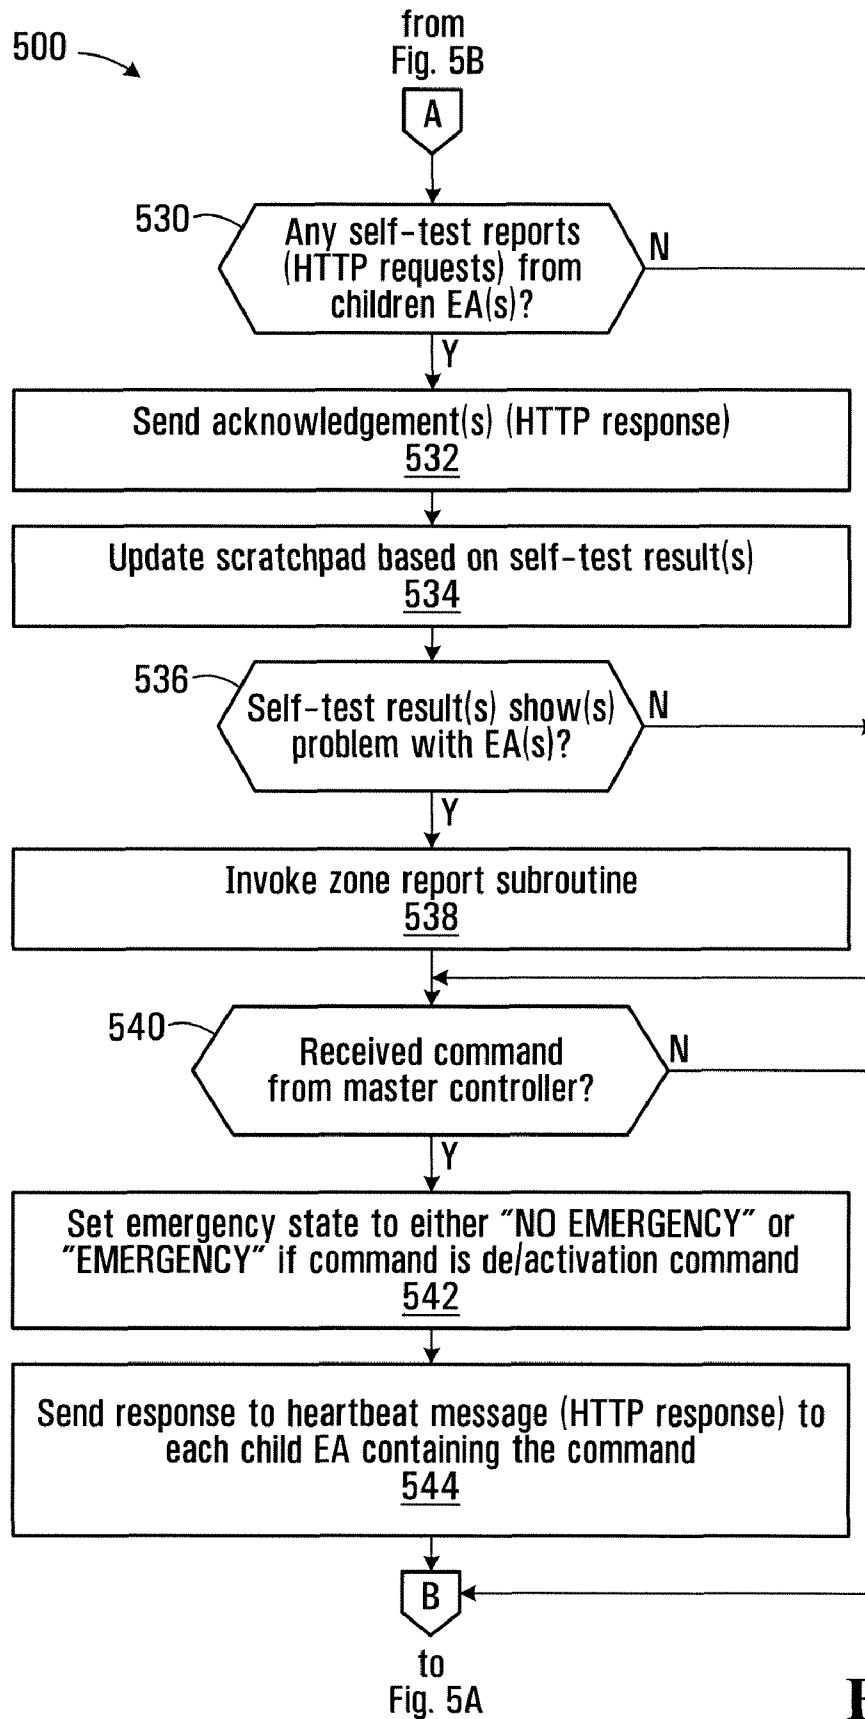 500
from
Fig. 5B
A
530
Any self-test reports
(HTTP requests) from
children EA(s)?
N
Y
Send acknowledgement(s) (HTTP response)
532
Update scratchpad based on self-test result(s)
534
536
Self-test result(s) show(s)
problem with EA(s)?
N
Y
Invoke zone report subroutine
538
540
Received command
from master controller?
N
Y
Set emergency state to either "NO EMERGENCY" or
"EMERGENCY" if command is de/activation command
542
Send response to heartbeat message (HTTP response) to
each child EA containing the command
544
B
to
Fig. 5A